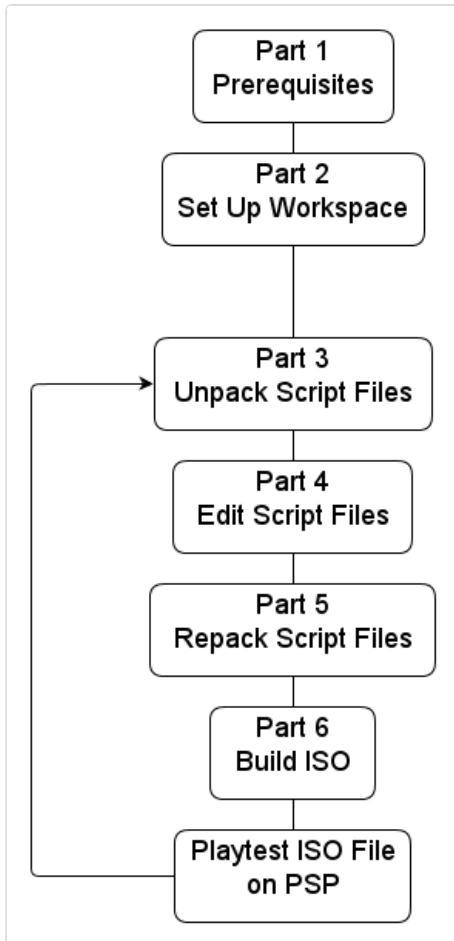 Part 1
Prerequisites
Part 2
Set Up Workspace
Part 3
Unpack Script Files
Part 4
Edit Script Files
Part 5
Repack Script Files
Part 6
Build ISO
Playtest ISO File
on PSP